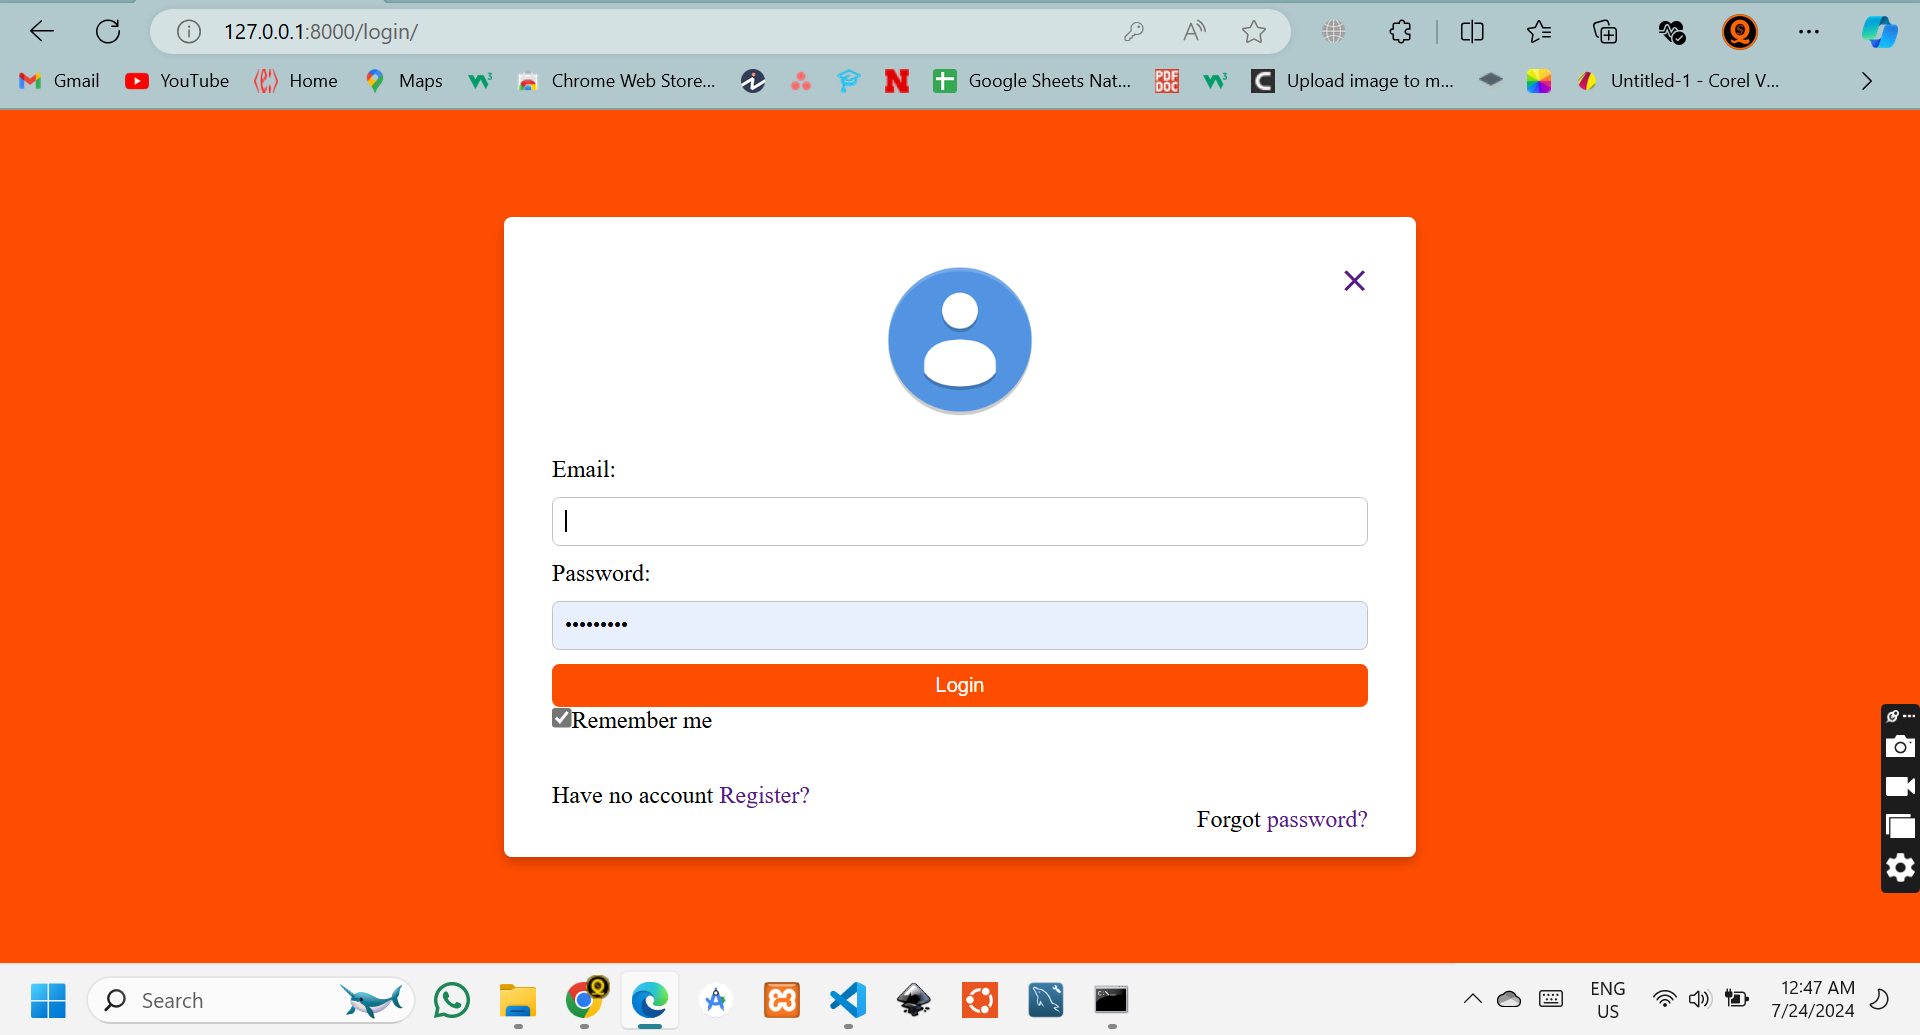 127.0.0.1:8000/login/
Gmail YouTube Home Maps Chrome Web Store... Google Sheets Nat... PDF DOC Upload image to m... Untitled-1 - Corel V...
Email:
Password:
•••••••••
Login
Remember me
Have no account Register?
Forgot password?
Search
ENG
US
12:47 AM
7/24/2024